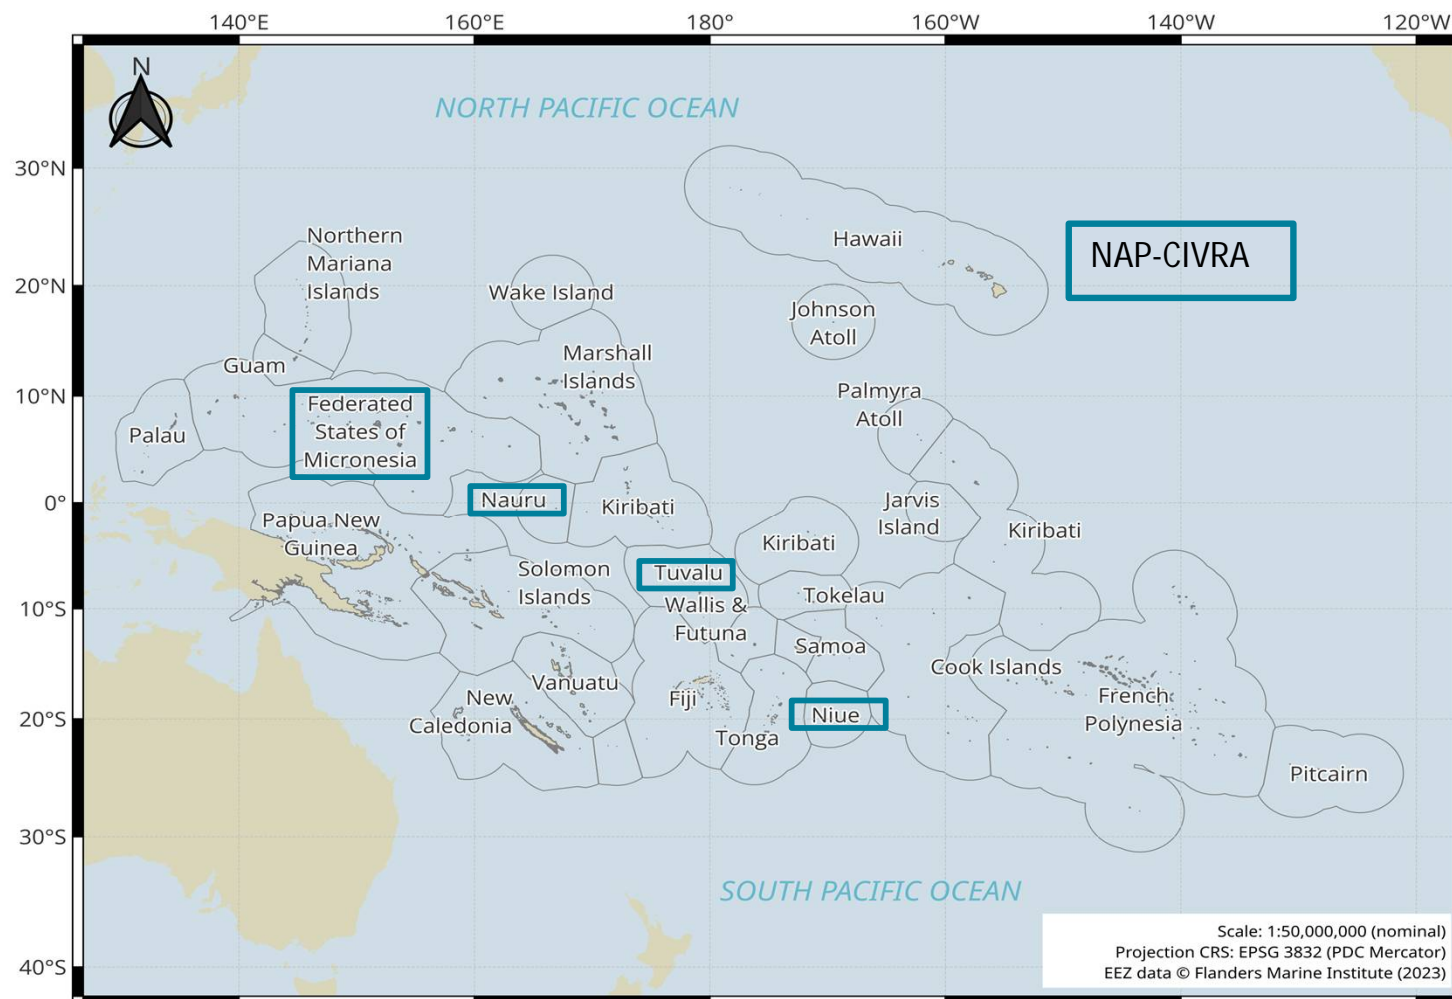 140°E 160°E 180° 160°W 140°W 120°W
N
NORTH PACIFIC OCEAN
30°N
Northern
Mariana
Islands
Hawaii
NAP-CIVRA
20°N
Wake Island
Johnson
Atoll
Guam
Marshall
Islands
10°N
Palmyra
Atoll
Federated
States of
Micronesia
Palau
0°
Nauru
Kiribati
Jarvis
Island
Papua New
Guinea
Kiribati
Kiribati
Solomon
Islands
Tuvalu
10°S
Tokelau
Wallis &
Futuna
Samoa
Cook Islands
Vanuatu
New
Caledonia
Fiji
French
Polynesia
20°S
Niue
Tonga
Pitcairn
30°S
SOUTH PACIFIC OCEAN
Scale: 1:50,000,000 (nominal)
Projection CRS: EPSG 3832 (PDC Mercator)
EEZ data © Flanders Marine Institute (2023)
40°S